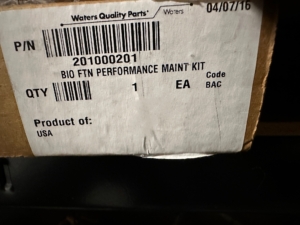 Waters Quality Parts® Waters 04/07/16
P/N
201000201
BIO FTN PERFORMANCE MAINT KIT
QTY 1 EA Code BAC
Product of:
USA